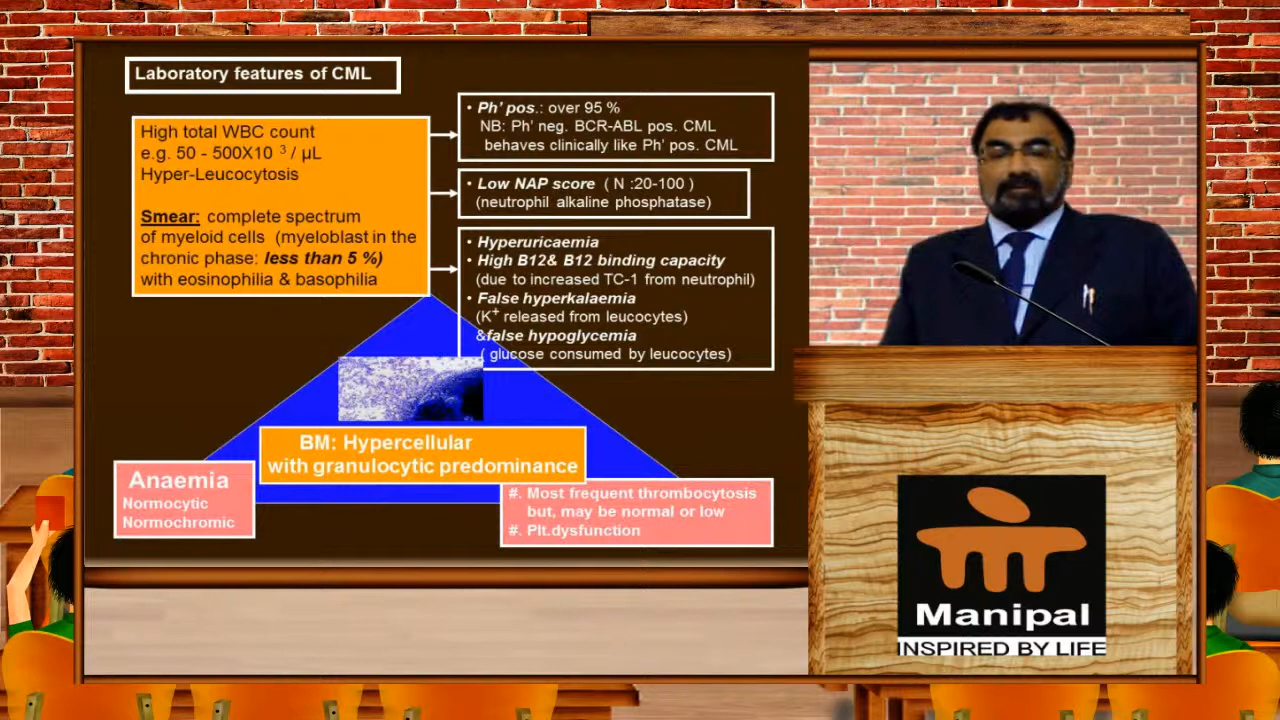 Laboratory features of CML
High total WBC count
e.g. 50 - 500X10 ³ / µL
Hyper-Leucocytosis
Smear: complete spectrum
of myeloid cells (myeloblast in the
chronic phase: less than 5 %)
with eosinophilia & basophilia
• Ph' pos.: over 95 %
NB: Ph' neg. BCR-ABL pos. CML
behaves clinically like Ph' pos. CML
• Low NAP score ( N :20-100 )
(neutrophil alkaline phosphatase)
• Hyperuricaemia
• High B12& B12 binding capacity
(due to increased TC-1 from neutrophil)
• False hyperkalaemia
(K⁺ released from leucocytes)
&false hypoglycemia
( glucose consumed by leucocytes)
BM: Hypercellular
with granulocytic predominance
Anaemia
Normocytic
Normochromic
#. Most frequent thrombocytosis
but, may be normal or low
#. Plt.dysfunction
Manipal
INSPIRED BY LIFE